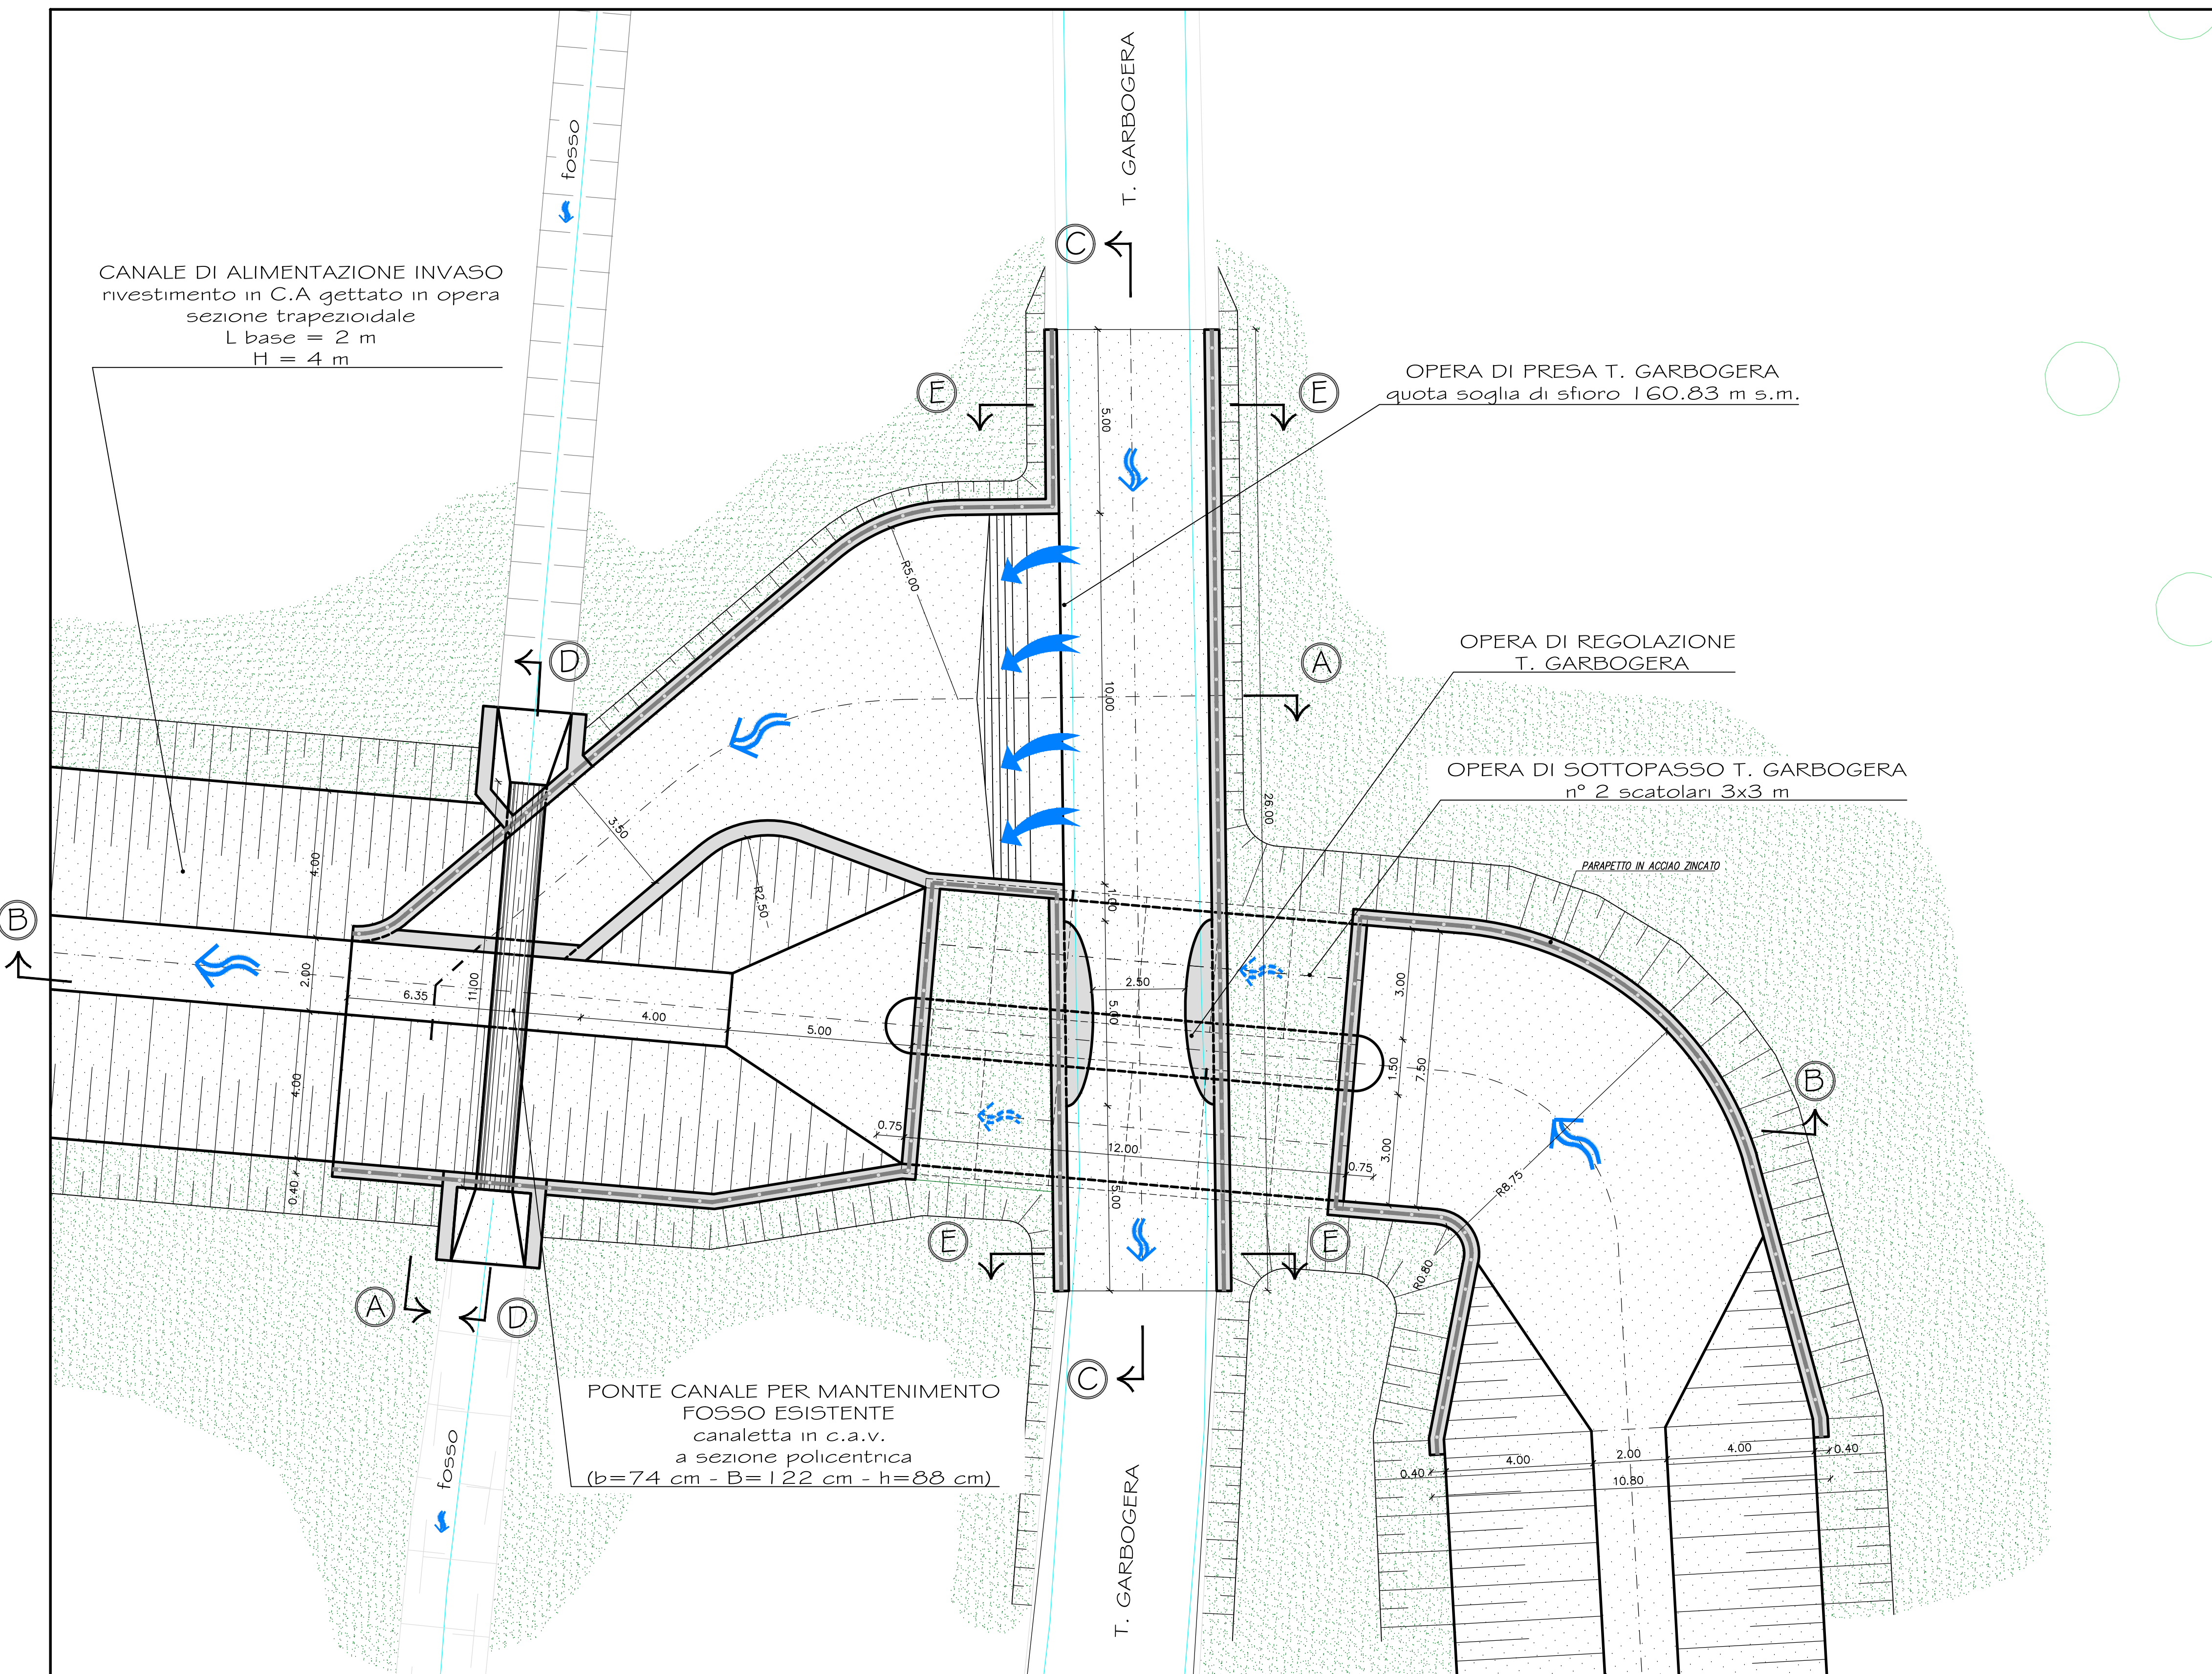 T. GARBOGERA
fosso
C
CANALE DI ALIMENTAZIONE INVASO
rivestimento in C.A gettato in opera
sezione trapezioidale
L base = 2 m
H = 4 m
OPERA DI PRESA T. GARBOGERA
quota soglia di sfioro 160.83 m s.m.
E
E
5.00
R5.00
OPERA DI REGOLAZIONE
T. GARBOGERA
D
A
10.00
OPERA DI SOTTOPASSO T. GARBOGERA
n° 2 scatolari 3x3 m
26.00
3.50
4.00
PARAPETTO IN ACCIAO ZINCATO
R2.50
1.00
B
2.00
6.35
11.00
4.00
5.00
2.50
5.00
3.00
1.50
7.50
4.00
B
0.75
12.00
0.75
3.00
0.40
5.00
R8.75
E
E
R0.80
A
D
C
PONTE CANALE PER MANTENIMENTO
FOSSO ESISTENTE
canaletta in c.a.v.
a sezione policentrica
(b=74 cm - B=122 cm - h=88 cm)
fosso
T. GARBOGERA
0.40
4.00
2.00
4.00
0.40
10.80